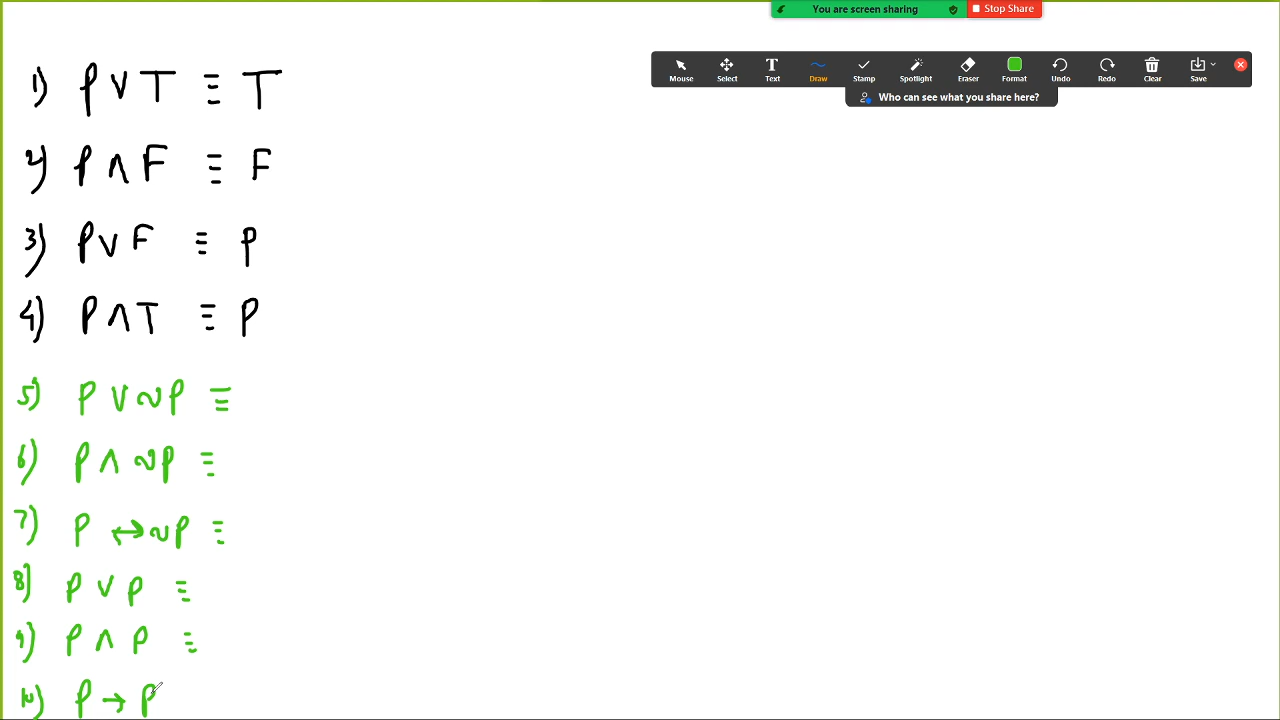 You are screen sharing Stop Share
Mouse Select Text Draw Stamp Spotlight Eraser Format Undo Redo Clear Save
Who can see what you share here?
1) P ∨ T ≡ T
2) P ∧ F ≡ F
3) P ∨ F ≡ P
4) P ∧ T ≡ P
5) P ∨ ~P ≡
6) P ∧ ~P ≡
7) P ↔ ~P ≡
8) P ∨ P ≡
9) P ∧ P ≡
10) P → P